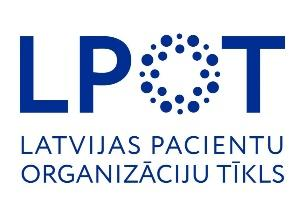 LPOT
LATVIJAS PACIENTU
ORGANIZĀCIJU TĪKLS